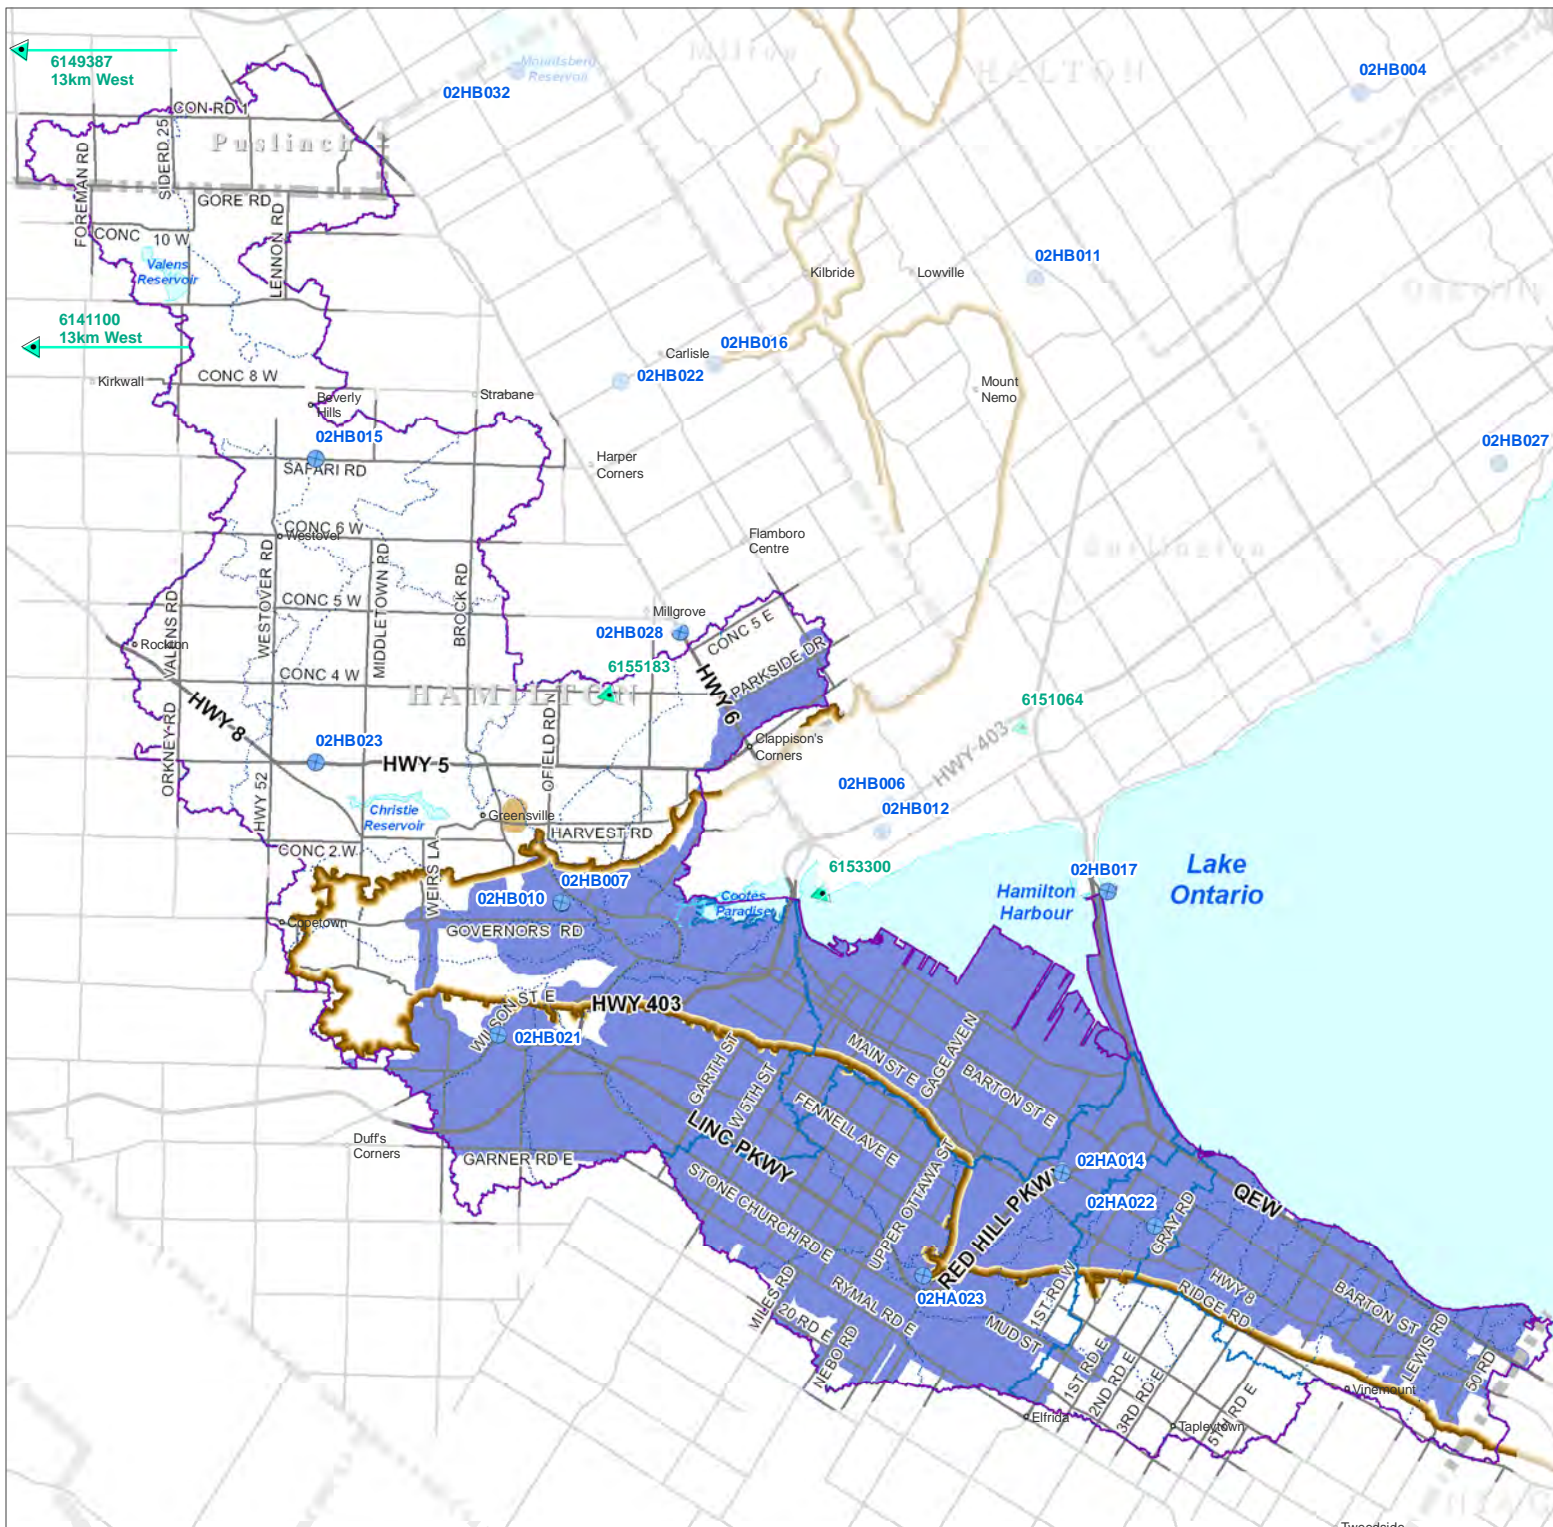 6149387
13km West
02HB032
Mountsberg
Reservoir
Milton
HALTON
02HB004
CON RD 1
Puslinch
FOREMAN RD
SIDERD 25
GORE RD
LENNON RD
CONC 10 W
Valens
Reservoir
Kilbride
Lowville
02HB011
Oakville
6141100
13km West
Carlisle
02HB016
02HB022
Kirkwall
CONC 8 W
Beverly
Hills
Strabane
Mount
Nemo
02HB015
SAFARI RD
Harper
Corners
02HB027
CONC 6 W
Westover
Flamboro
Centre
Burlington
VALENS RD
WESTOVER RD
MIDDLETOWN RD
BROCK RD
CONC 5 W
Millgrove
02HB028
CONC 5 E
Rockton
CONC 4 W
6155183
PARKSIDE DR
HAMILTON
HWY 6
HWY 8
ORKNEY RD
OFIELD RD N
Clappison's
Corners
6151064
HWY 403
02HB023
HWY 5
HWY 52
02HB006
02HB012
Christie
Reservoir
Greensville
HARVEST RD
CONC 2 W
WEIRS LA
02HB007
02HB010
6153300
Cootes
Paradise
02HB017
Hamilton
Harbour
Lake
Ontario
Copetown
GOVERNORS RD
WILSON ST E
HWY 403
02HB021
GARTH ST
W 5TH ST
MAIN ST E
GAGE AVE N
BARTON ST E
FENNELL AVE E
LINC PKWY
Duff's
Corners
GARNER RD E
STONE CHURCH RD E
UPPER OTTAWA ST
RED HILL PKWY
02HA014
02HA022
GRAY RD
QEW
02HA023
MILES RD
20 RD E
NEBO RD
RYMAL RD E
MUD ST
1ST RD W
1ST RD E
2ND RD E
3RD RD E
5TH RD E
HWY 8
RIDGE RD
BARTON ST
LEWIS RD
50 RD
Vinemount
Elfrida
Tapleytown